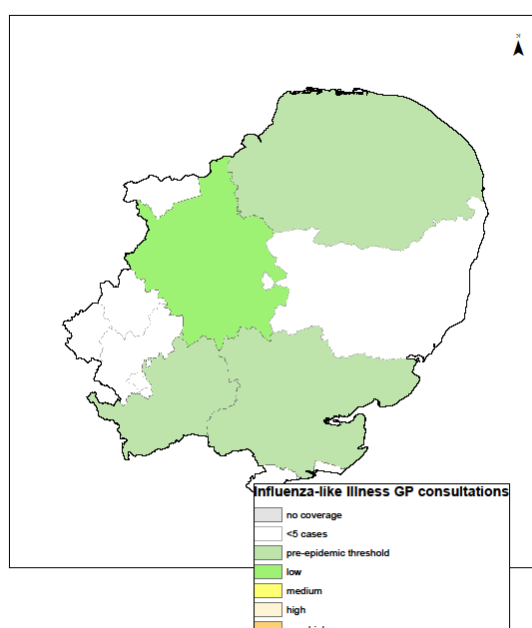 N
Influenza-like Illness GP consultations
no coverage
<5 cases
pre-epidemic threshold
low
medium
high